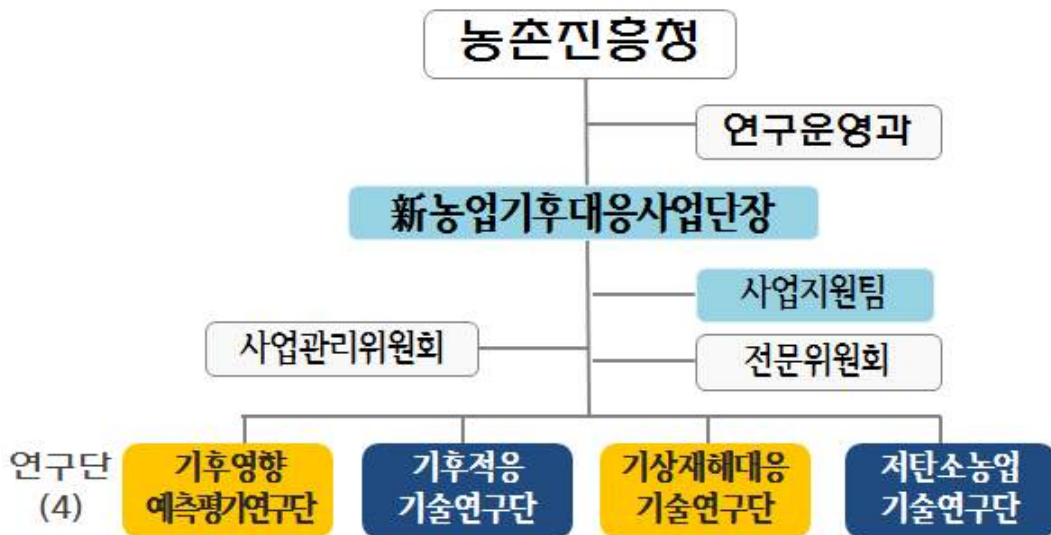 농촌진흥청
연구운영과
新농업기후대응사업단장
사업지원팀
사업관리위원회
전문위원회
연구단
(4)
기후영향
예측평가연구단
기후적응
기술연구단
기상재해대응
기술연구단
저탄소농업
기술연구단